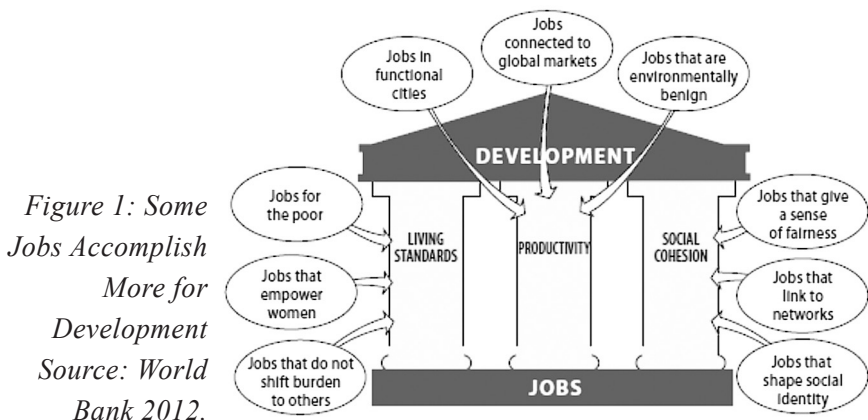 Jobs
connected to
global markets
Jobs in
functional
cities
Jobs that are
environmentally
benign
DEVELOPMENT
Figure 1: Some
Jobs Accomplish
More for
Development
Source: World
Bank 2012.
Jobs for
the poor
Jobs that
empower
women
Jobs that do not
shift burden
to others
LIVING
STANDARDS
PRODUCTIVITY
SOCIAL
COHESION
Jobs that give
a sense
of fairness
Jobs that
link to
networks
Jobs that
shape social
identity
JOBS